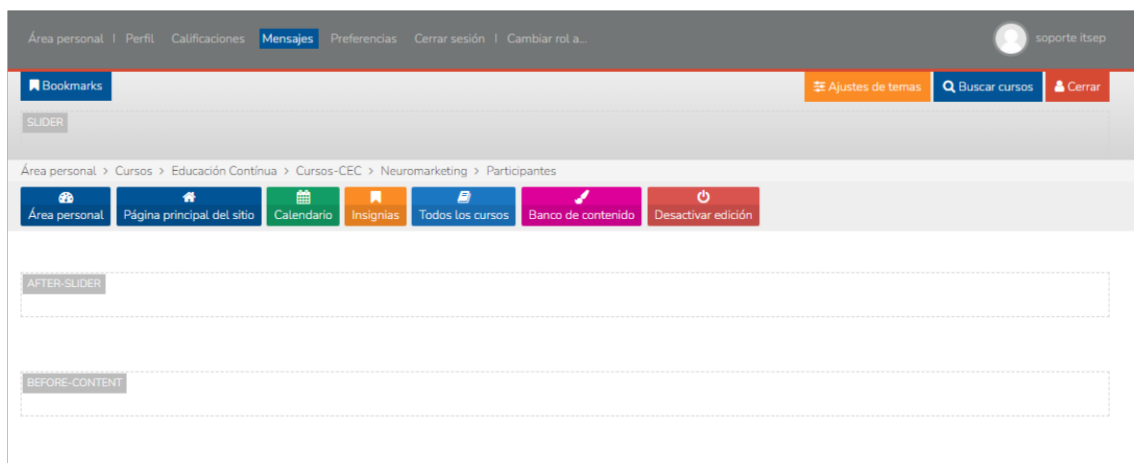 Área personal | Perfil Calificaciones Mensajes Preferencias Cerrar sesión | Cambiar rol a... soporte itsep
Bookmarks Ajustes de temas Buscar cursos Cerrar
SLIDER
Área personal > Cursos > Educación Contínua > Cursos-CEC > Neuromarketing > Participantes
Área personal Página principal del sitio Calendario Insignias Todos los cursos Banco de contenido Desactivar edición
AFTER-SLIDER
BEFORE-CONTENT